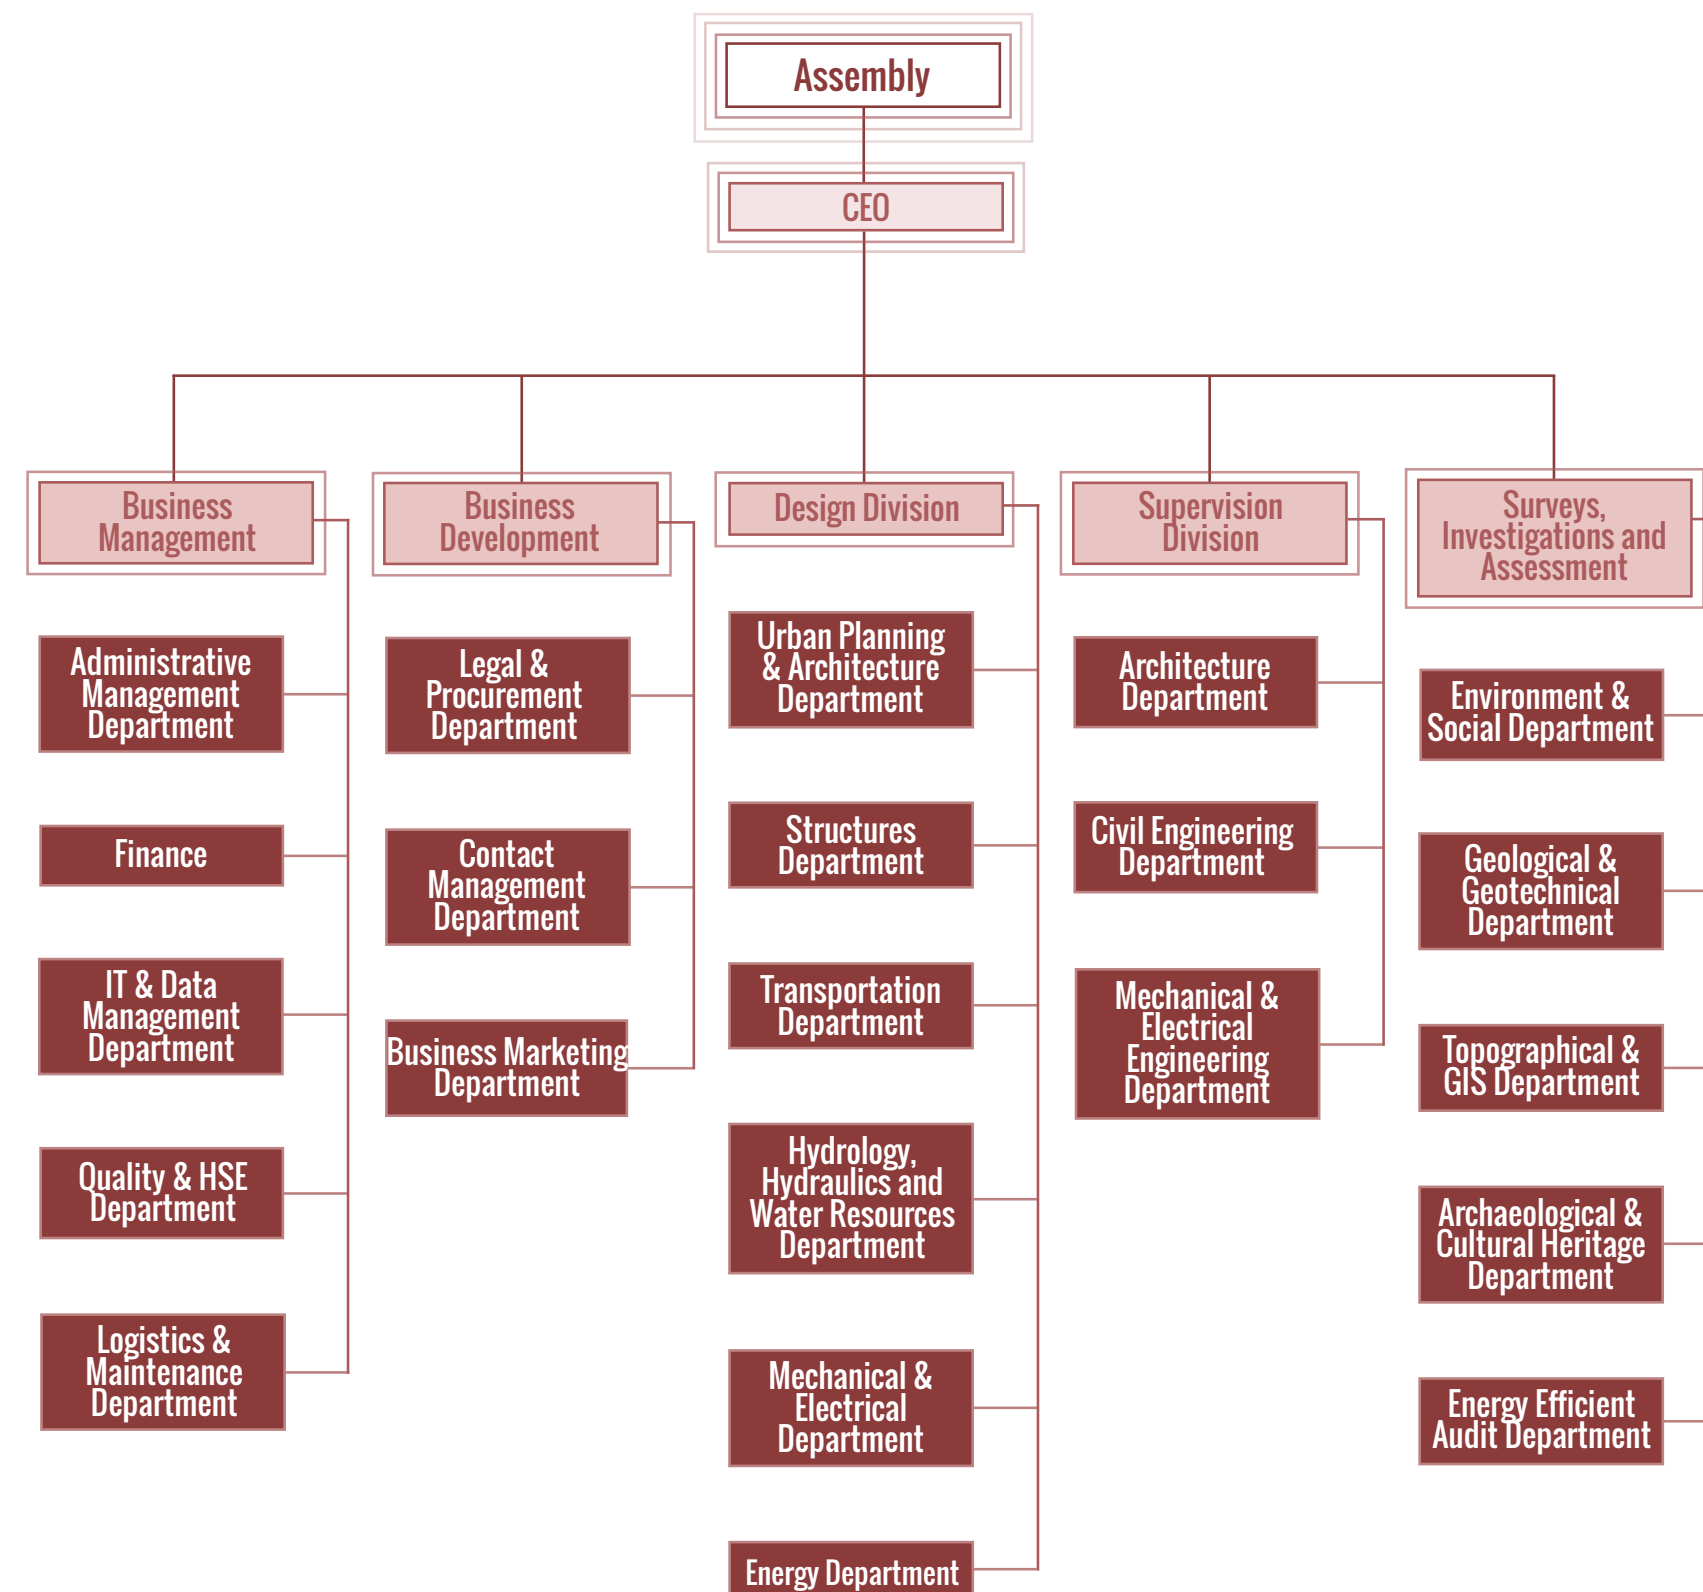 Assembly
CEO
Business
Management
Administrative
Management
Department
Finance
IT & Data
Management
Department
Quality & HSE
Department
Logistics &
Maintenance
Department
Business
Development
Legal &
Procurement
Department
Contact
Management
Department
Business Marketing
Department
Design Division
Urban Planning
& Architecture
Department
Structures
Department
Transportation
Department
Hydrology,
Hydraulics and
Water Resources
Department
Mechanical &
Electrical
Department
Energy Department
Supervision
Division
Architecture
Department
Civil Engineering
Department
Mechanical &
Electrical
Engineering
Department
Surveys,
Investigations and
Assessment
Environment &
Social Department
Geological &
Geotechnical
Department
Topographical &
GIS Department
Archaeological &
Cultural Heritage
Department
Energy Efficient
Audit Department